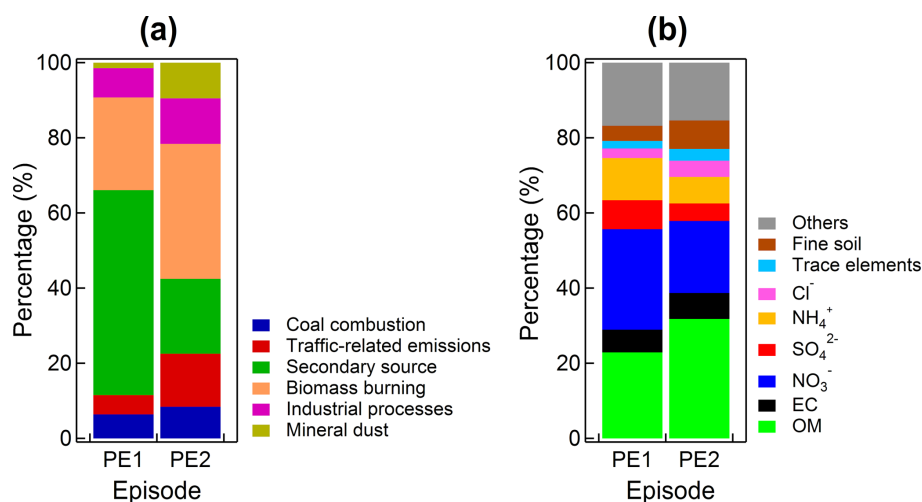 (a)
Percentage (%)
100
80
60
40
20
0
PE1 PE2
Episode
Coal combustion
Traffic-related emissions
Secondary source
Biomass burning
Industrial processes
Mineral dust
(b)
Percentage (%)
100
80
60
40
20
0
PE1 PE2
Episode
Others
Fine soil
Trace elements
Cl⁻
NH₄⁺
SO₄²⁻
NO₃⁻
EC
OM